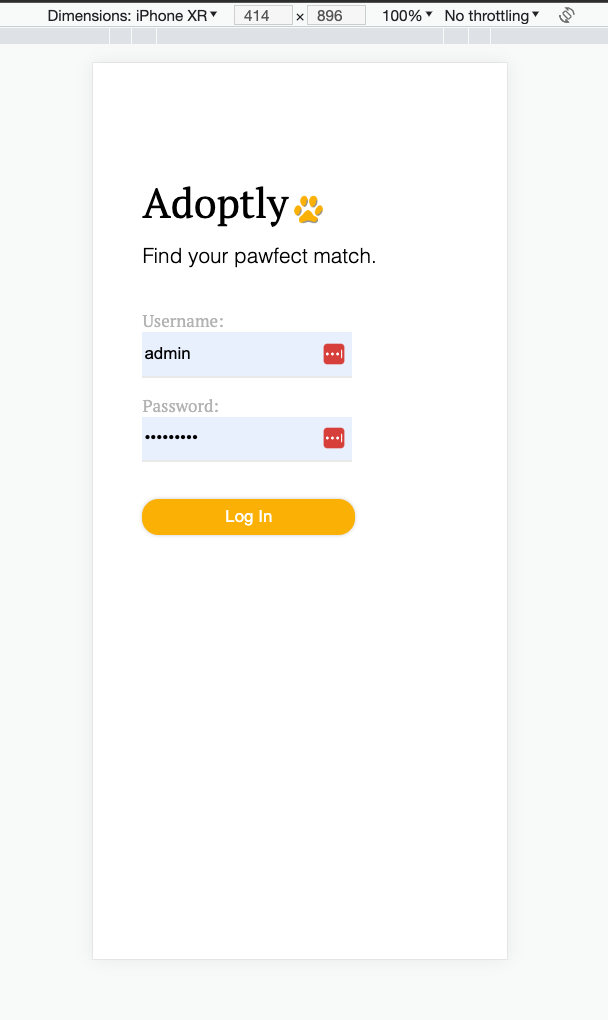 Dimensions: iPhone XR 414 × 896 100% No throttling
Adoptly
Find your pawfect match.
Username:
admin
Password:
•••••••••
Log In